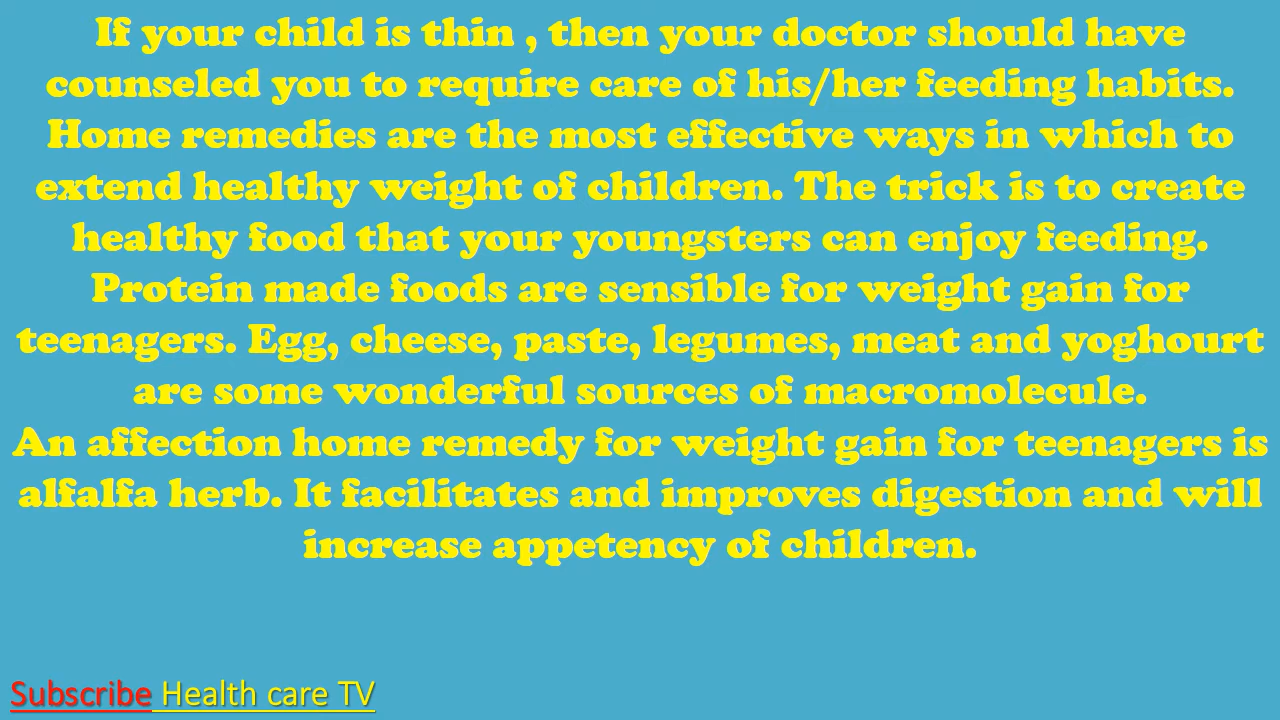 If your child is thin , then your doctor should have
counseled you to require care of his/her feeding habits.
Home remedies are the most effective ways in which to
extend healthy weight of children. The trick is to create
healthy food that your youngsters can enjoy feeding.
Protein made foods are sensible for weight gain for
teenagers. Egg, cheese, paste, legumes, meat and yoghourt
are some wonderful sources of macromolecule.
An affection home remedy for weight gain for teenagers is
alfalfa herb. It facilitates and improves digestion and will
increase appetency of children.
Subscribe Health care TV